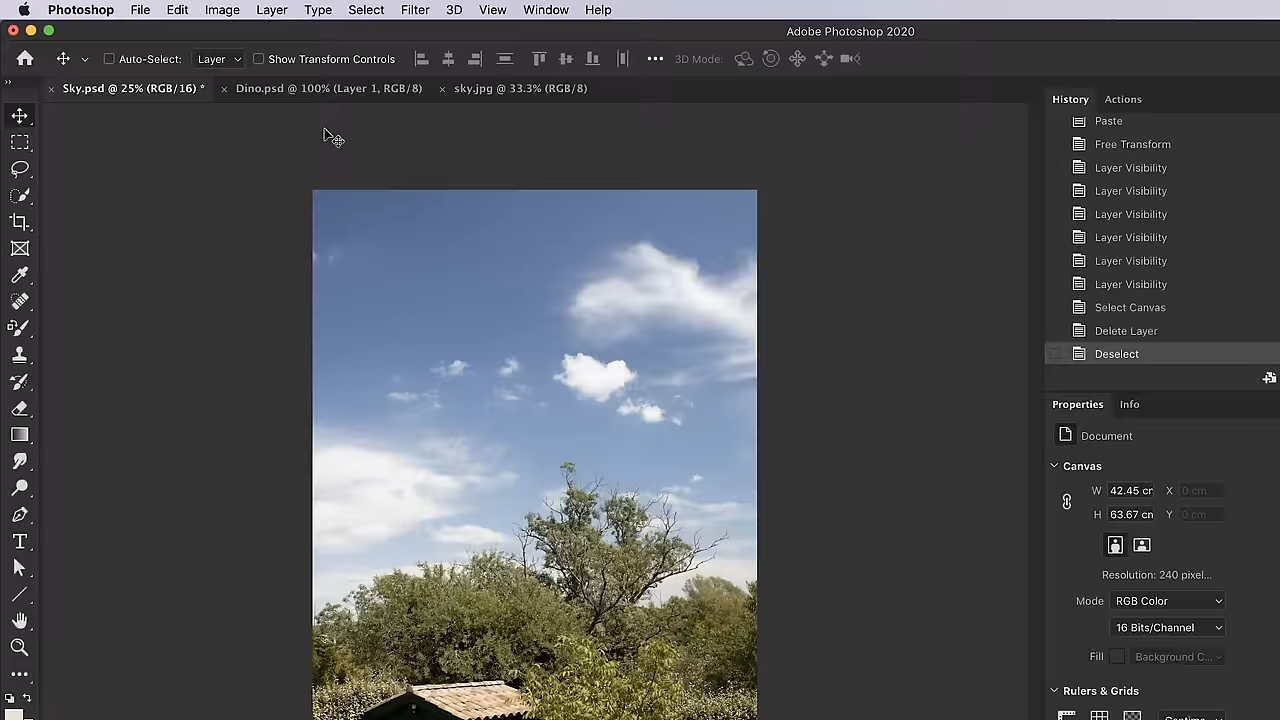 Photoshop File Edit Image Layer Type Select Filter 3D View Window Help
Adobe Photoshop 2020
Auto-Select: Layer Show Transform Controls 3D Mode:
Sky.psd @ 25% (RGB/16) * Dino.psd @ 100% (Layer 1, RGB/8) sky.jpg @ 33.3% (RGB/8)
History Actions
Paste
Free Transform
Layer Visibility
Layer Visibility
Layer Visibility
Layer Visibility
Layer Visibility
Layer Visibility
Select Canvas
Delete Layer
Deselect
Properties Info
Document
Canvas
W 42.45 cm X 0 cm
H 63.67 cm Y 0 cm
Resolution: 240 pixel...
Mode RGB Color
16 Bits/Channel
Fill Background C...
Rulers & Grids